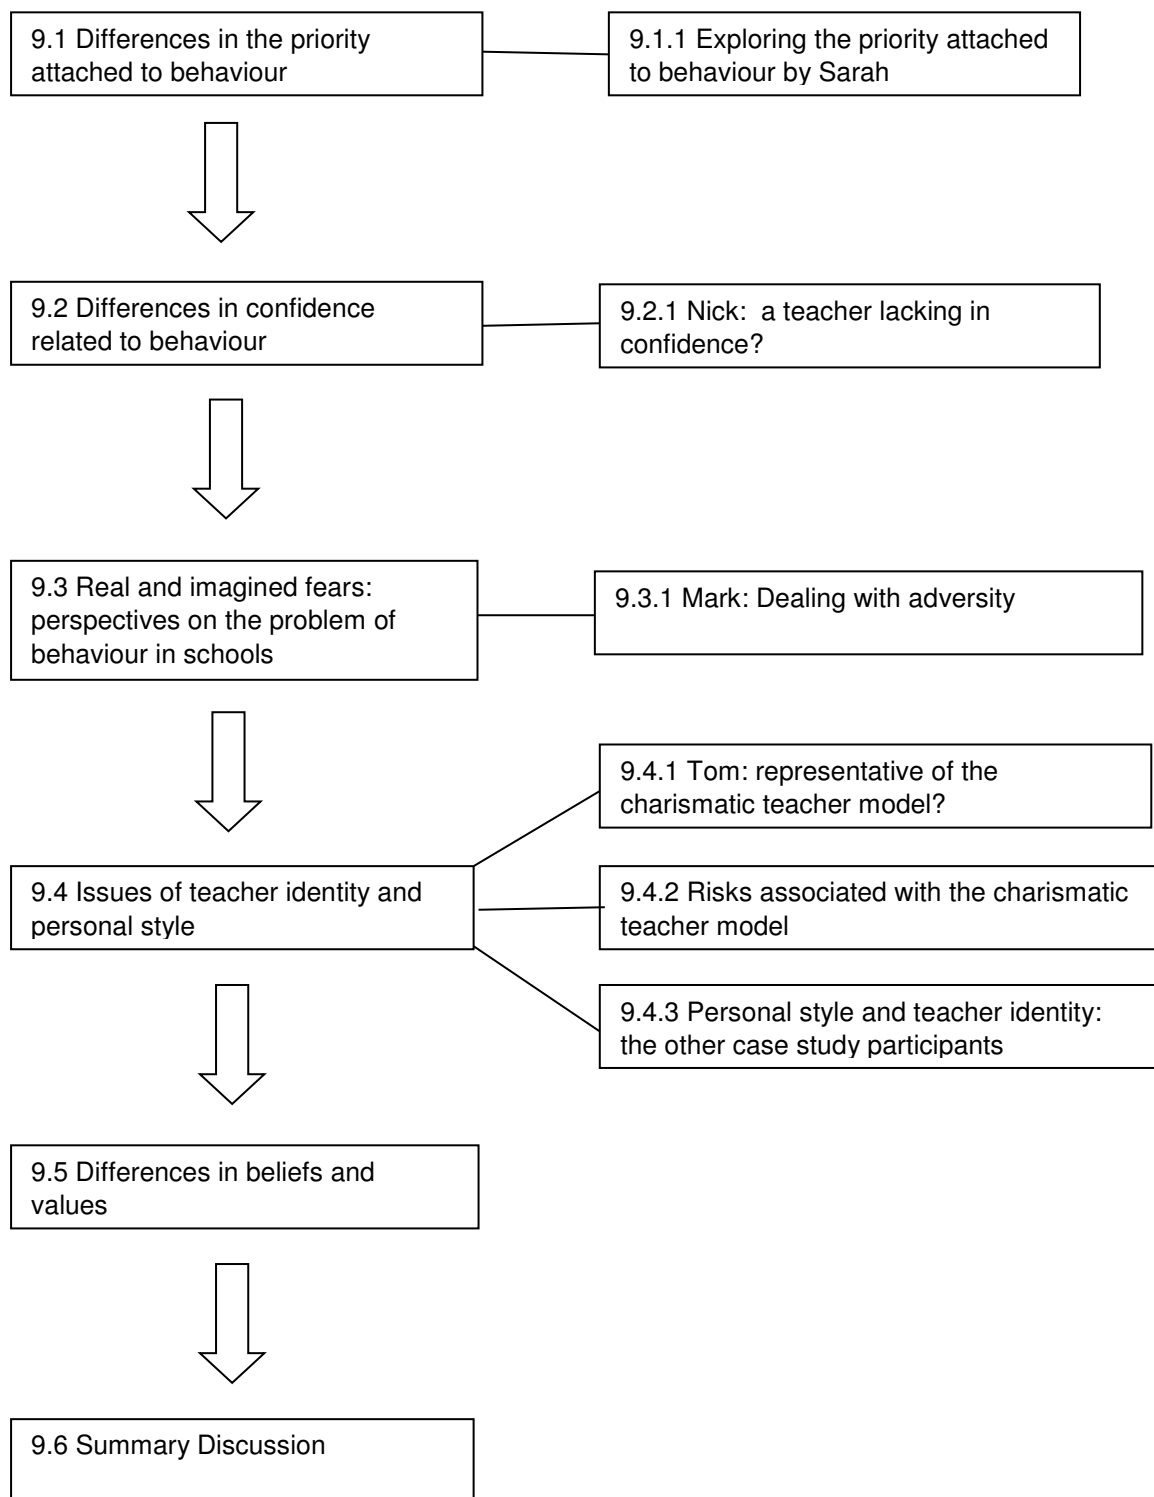 9.1 Differences in the priority
attached to behaviour
9.1.1 Exploring the priority attached
to behaviour by Sarah
9.2 Differences in confidence
related to behaviour
9.2.1 Nick:  a teacher lacking in
confidence?
9.3 Real and imagined fears:
perspectives on the problem of
behaviour in schools
9.3.1 Mark: Dealing with adversity
9.4.1 Tom: representative of the
charismatic teacher model?
9.4 Issues of teacher identity and
personal style
9.4.2 Risks associated with the charismatic
teacher model
9.4.3 Personal style and teacher identity:
the other case study participants
9.5 Differences in beliefs and
values
9.6 Summary Discussion